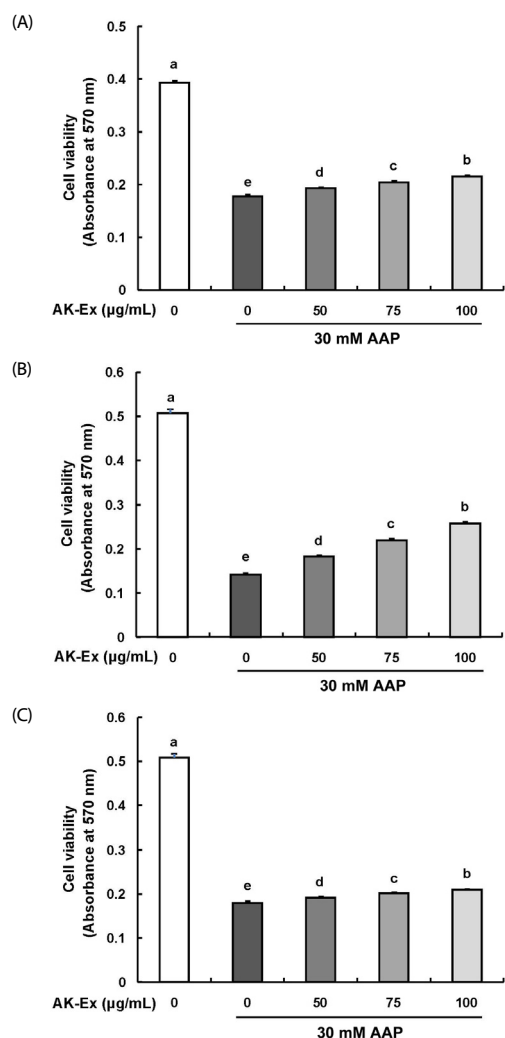 (A)
Cell viability
(Absorbance at 570 nm)
0.5
0.4
0.3
0.2
0.1
0
a
e
d
c
b
AK-Ex (µg/mL) 0 0 50 75 100
30 mM AAP
(B)
Cell viability
(Absorbance at 570 nm)
0.6
0.5
0.4
0.3
0.2
0.1
0
a
e
d
c
b
AK-Ex (µg/mL) 0 0 50 75 100
30 mM AAP
(C)
Cell viability
(Absorbance at 570 nm)
0.6
0.5
0.4
0.3
0.2
0.1
0
a
e
d
c
b
AK-Ex (µg/mL) 0 0 50 75 100
30 mM AAP